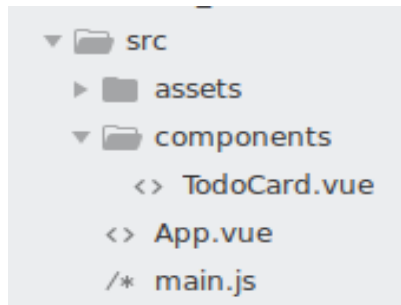 src
assets
components
<> TodoCard.vue
<> App.vue
/* main.js